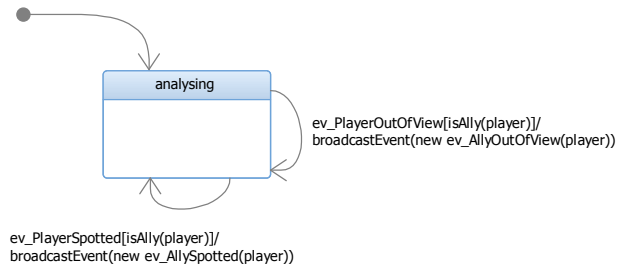 analysing
ev_PlayerOutOfView[isAlly(player)]/
broadcastEvent(new ev_AllyOutOfView(player))
ev_PlayerSpotted[isAlly(player)]/
broadcastEvent(new ev_AllySpotted(player))